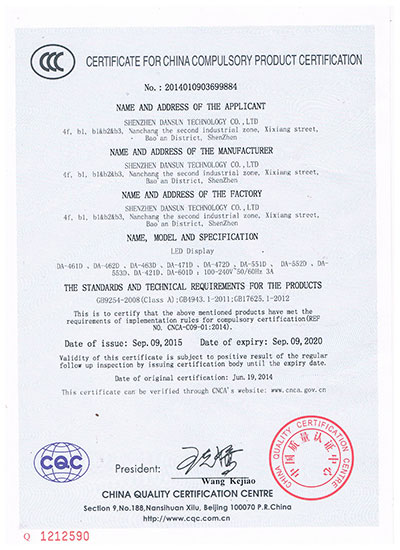 CCC
CERTIFICATE FOR CHINA COMPULSORY PRODUCT CERTIFICATION
No. : 2014010903699884
NAME AND ADDRESS OF THE APPLICANT
SHENZHEN DANSUN TECHNOLOGY CO.,LTD
4f, b1, b1&b2&b3, Nanchang the second industrial zone, Xixiang street,
Bao'an District, ShenZhen
NAME AND ADDRESS OF THE MANUFACTURER
SHENZHEN DANSUN TECHNOLOGY CO.,LTD
4f, b1, b1&b2&b3, Nanchang the second industrial zone, Xixiang street,
Bao'an District, ShenZhen
NAME AND ADDRESS OF THE FACTORY
SHENZHEN DANSUN TECHNOLOGY CO.,LTD
4f, b1, b1&b2&b3, Nanchang the second industrial zone, Xixiang street,
Bao'an District, ShenZhen
NAME, MODEL AND SPECIFICATION
LED Display
DA-461D 、 DA-462D 、 DA-463D 、 DA-471D 、 DA-472D 、 DA-551D 、 DA-552D 、 DA-
553D、DA-421D、DA-601D : 100-240V~50/60Hz 3A
THE STANDARDS AND TECHNICAL REQUIREMENTS FOR THE PRODUCTS
GB9254-2008(Class A);GB4943.1-2011;GB17625.1-2012
This is to certify that the above mentioned products have met the
requirements of implementation rules for compulsory certification(REF
NO. CNCA-C09-01:2014).
Date of issue: Sep.09,2015 Date of expiry: Sep.09,2020
Validity of this certificate is subject to positive result of the regular
follow up inspection by issuing certification body until the expiry date.
Date of original certification: Jun.19,2014
This certificate can be verified through CNCA's website: www.cnca.gov.cn
CQC
President:
Wang Kejiao
CHINA QUALITY CERTIFICATION CENTRE
中国质量认证中心
CHINA QUALITY CERTIFICATION CENTRE
Section 9,No.188,Nansihuan Xilu, Beijing 100070 P.R.China
http://www.cqc.com.cn
Q 1212590